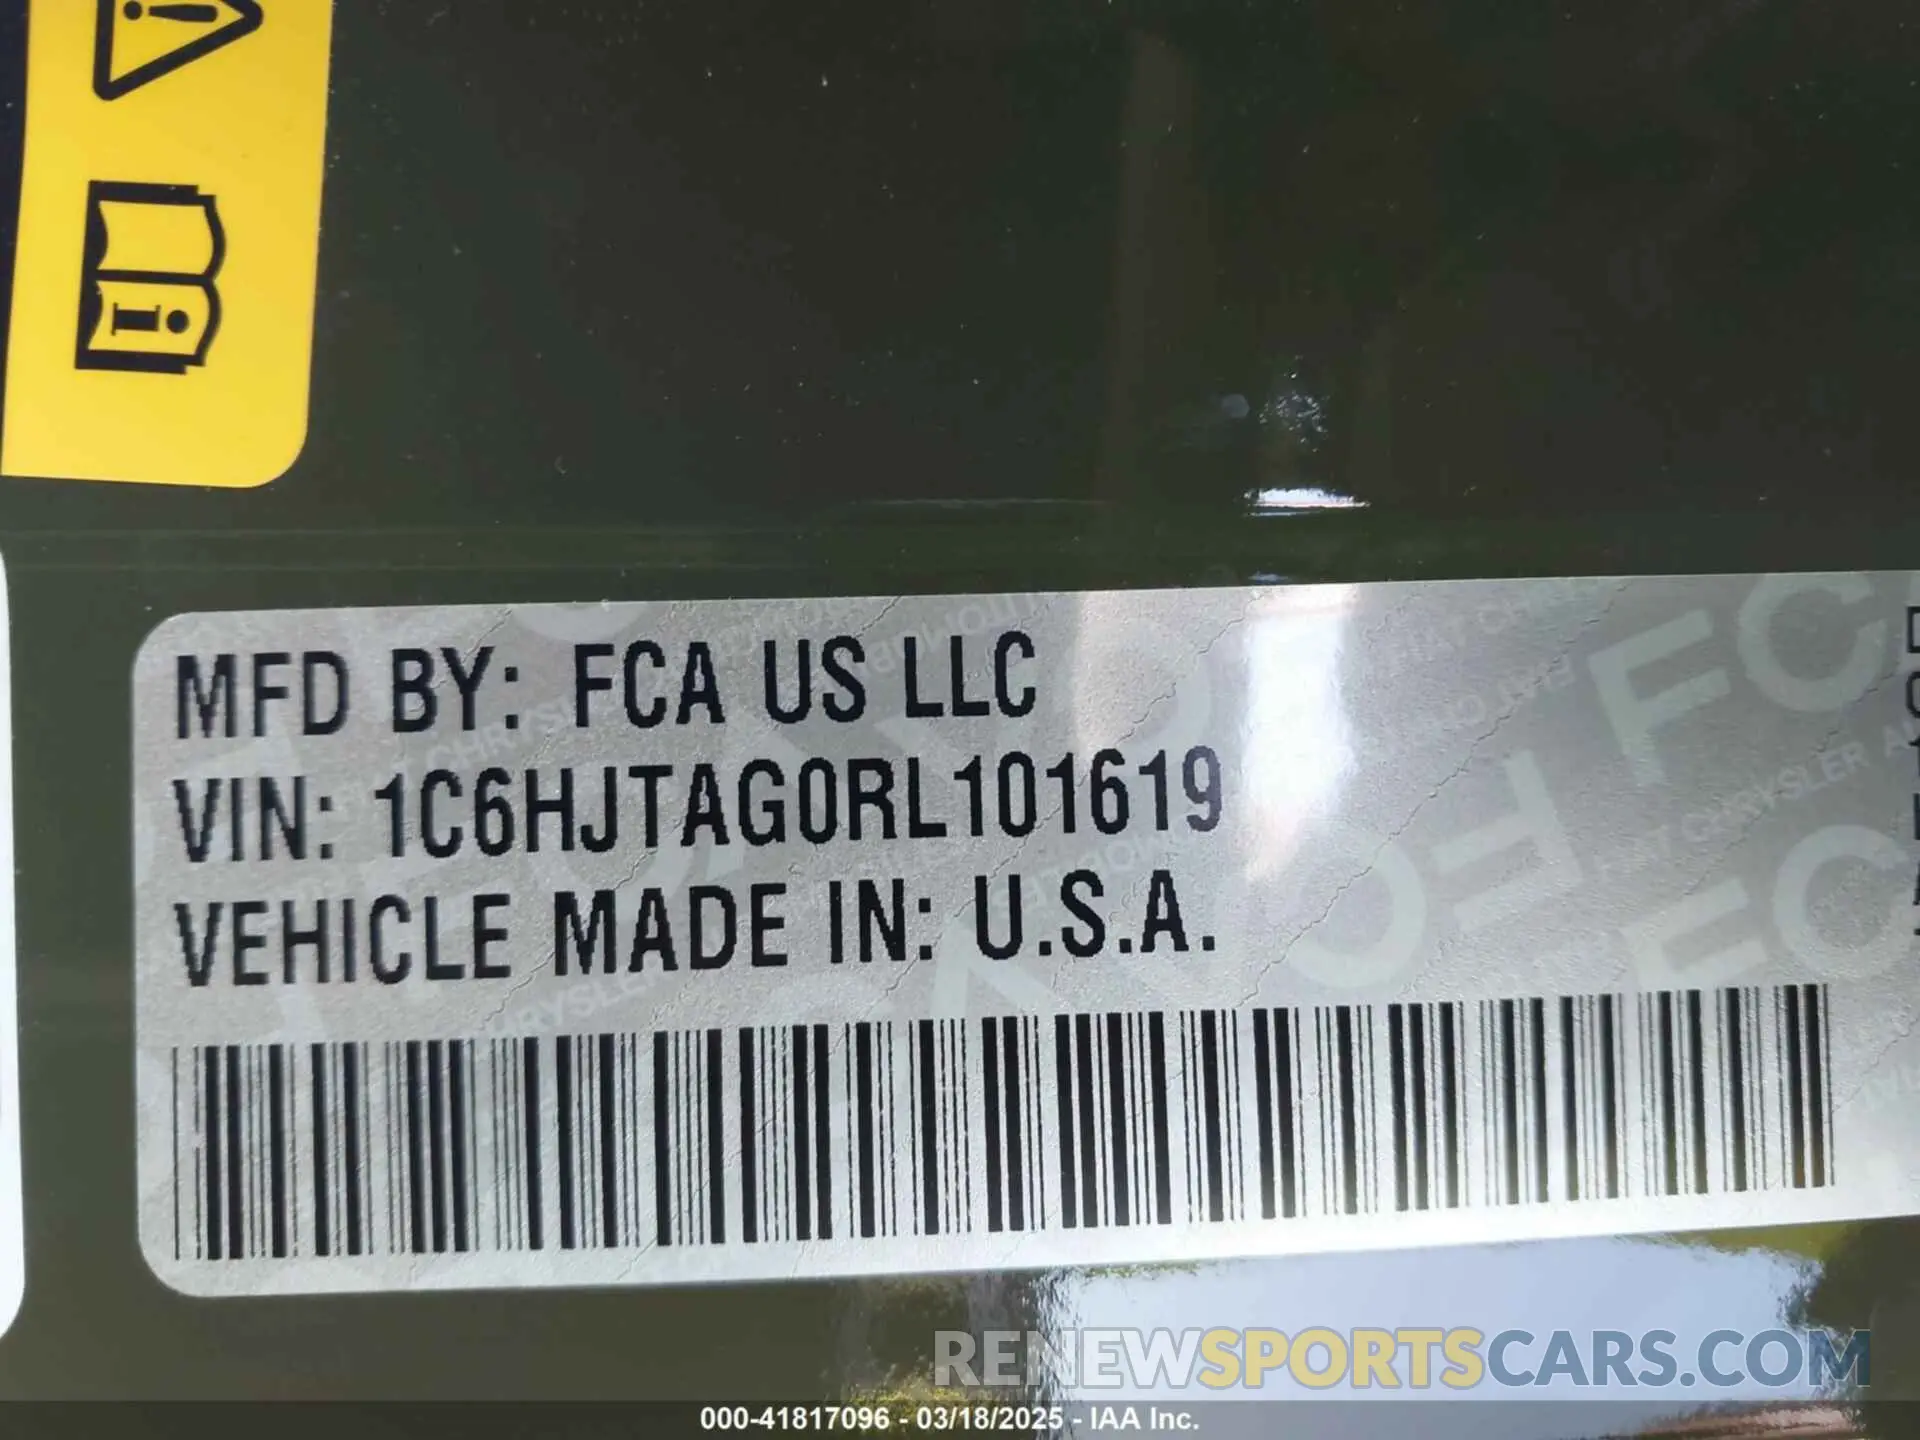 MFD BY: FCA US LLC
VIN: 1C6HJTAG0RL101619
VEHICLE MADE IN: U.S.A.
RENEWSPORTSCARS.COM
000-41817096 - 03/18/2025 - IAA Inc.